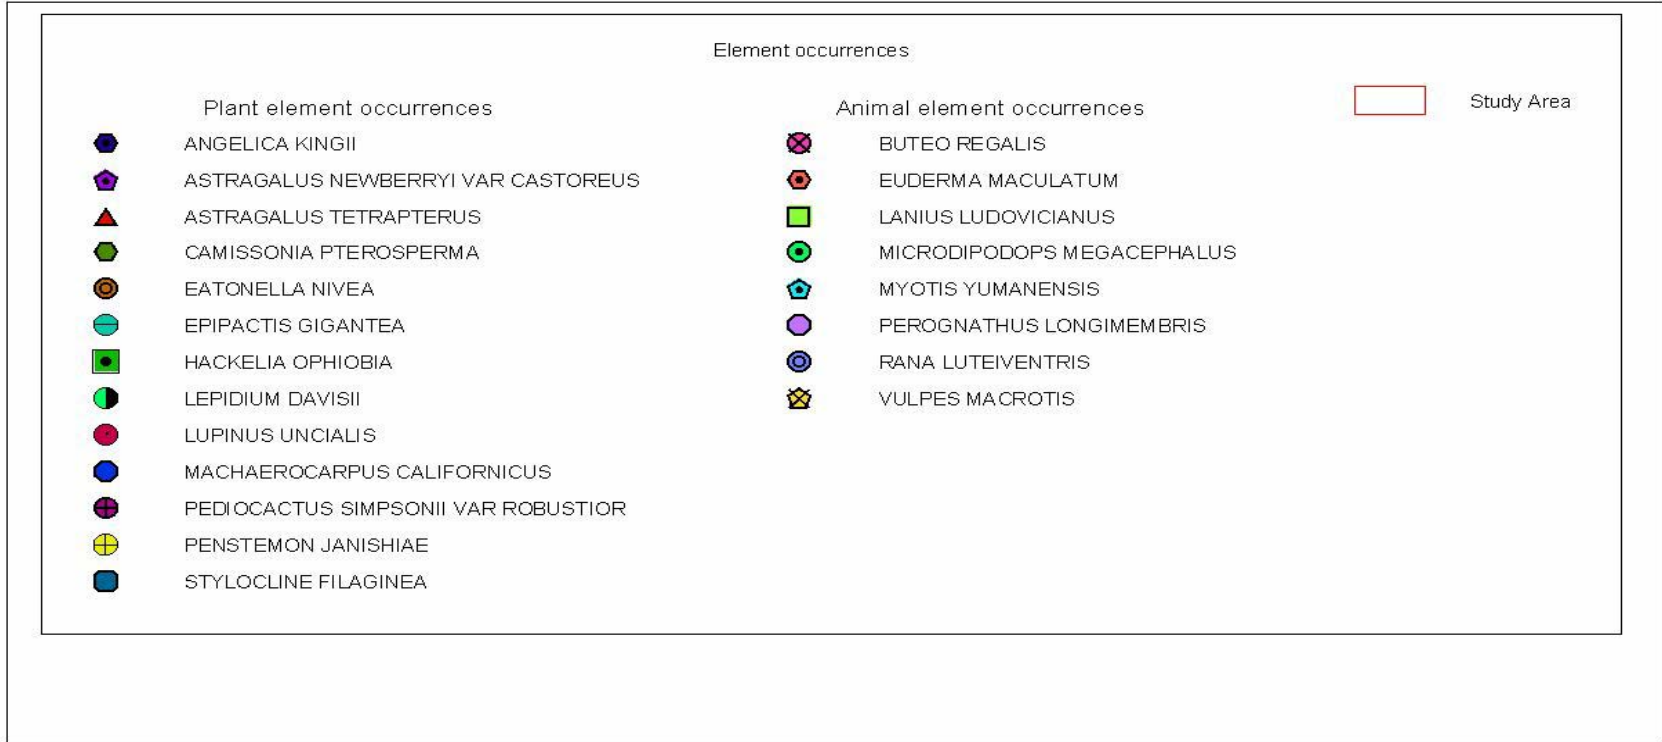 Element occurrences
Plant element occurrences
ANGELICA KINGII
ASTRAGALUS NEWBERRYI VAR CASTOREUS
ASTRAGALUS TETRAPTERUS
CAMISSONIA PTEROSPERMA
EATONELLA NIVEA
EPIPACTIS GIGANTEA
HACKELIA OPHIOBIA
LEPIDIUM DAVISII
LUPINUS UNCIALIS
MACHAEROCARPUS CALIFORNICUS
PEDIOCACTUS SIMPSONII VAR ROBUSTIOR
PENSTEMON JANISHIAE
STYLOCLINE FILAGINEA
Animal element occurrences
BUTEO REGALIS
EUDERMA MACULATUM
LANIUS LUDOVICIANUS
MICRODIPODOPS MEGACEPHALUS
MYOTIS YUMANENSIS
PEROGNATHUS LONGIMEMBRIS
RANA LUTEIVENTRIS
VULPES MACROTIS
Study Area